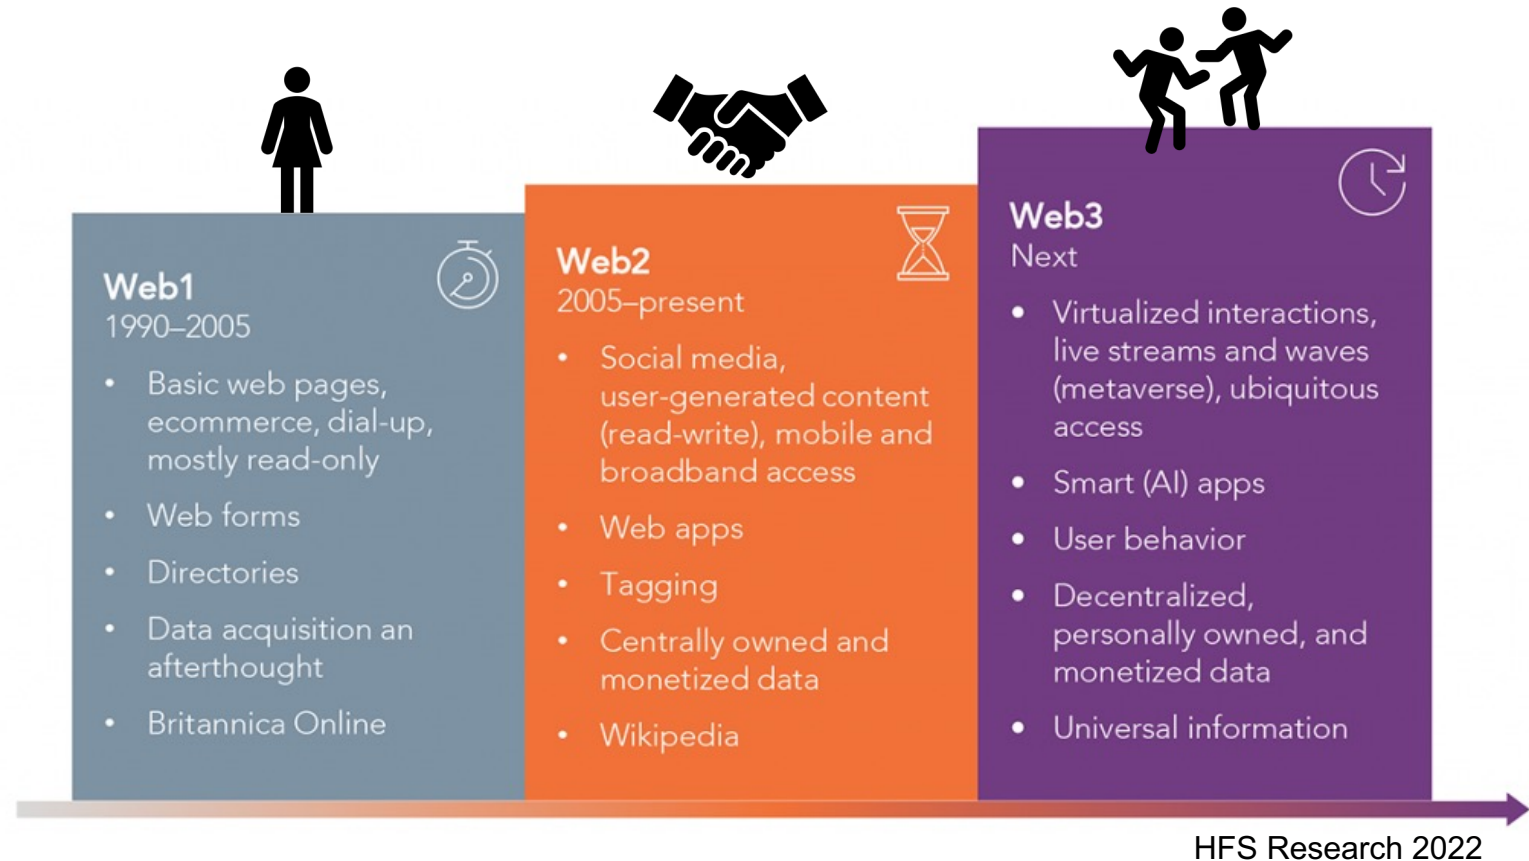 Web1
1990–2005
• Basic web pages,
ecommerce, dial-up,
mostly read-only
• Web forms
• Directories
• Data acquisition an
afterthought
• Britannica Online
Web2
2005–present
• Social media,
user-generated content
(read-write), mobile and
broadband access
• Web apps
• Tagging
• Centrally owned and
monetized data
• Wikipedia
Web3
Next
• Virtualized interactions,
live streams and waves
(metaverse), ubiquitous
access
• Smart (AI) apps
• User behavior
• Decentralized,
personally owned, and
monetized data
• Universal information
HFS Research 2022